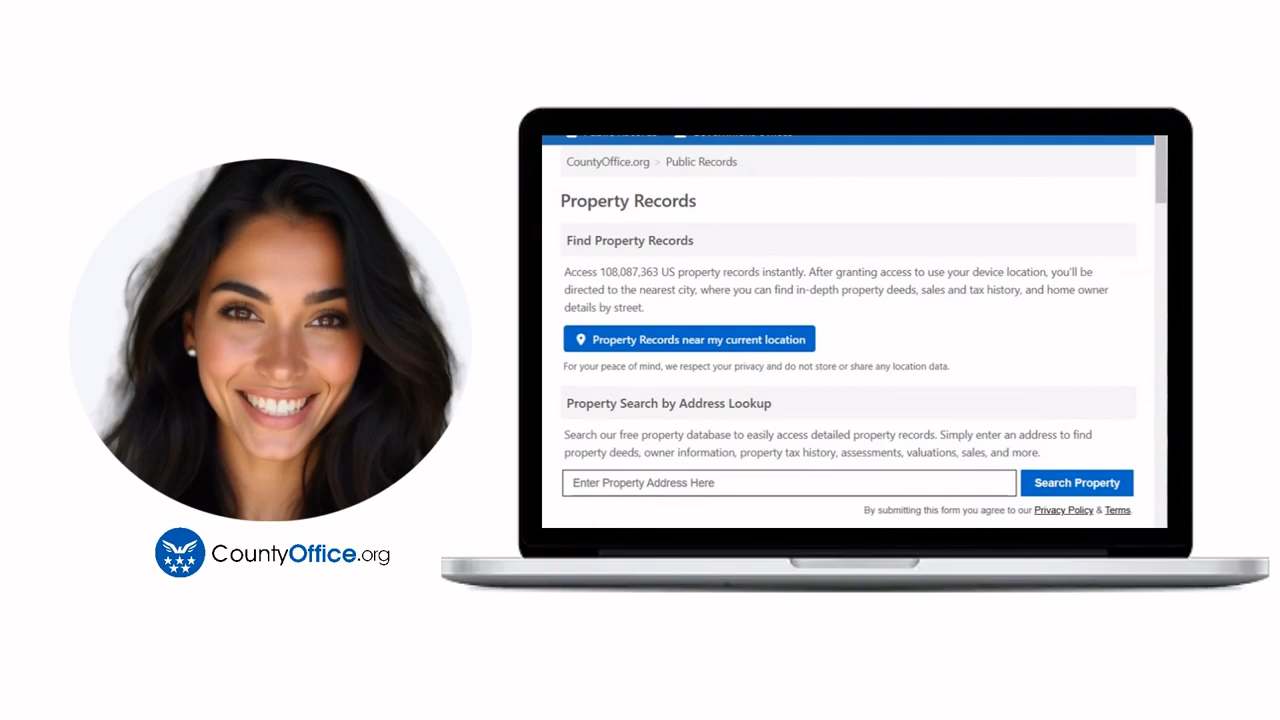 CountyOffice.org > Public Records
Property Records
Find Property Records
Access 108,087,363 US property records instantly. After granting access to use your device location, you'll be
directed to the nearest city, where you can find in-depth property deeds, sales and tax history, and home owner
details by street.
Property Records near my current location
For your peace of mind, we respect your privacy and do not store or share any location data.
Property Search by Address Lookup
Search our free property database to easily access detailed property records. Simply enter an address to find
property deeds, owner information, property tax history, assessments, valuations, sales, and more.
Enter Property Address Here
Search Property
By submitting this form you agree to our Privacy Policy & Terms.
CountyOffice.org